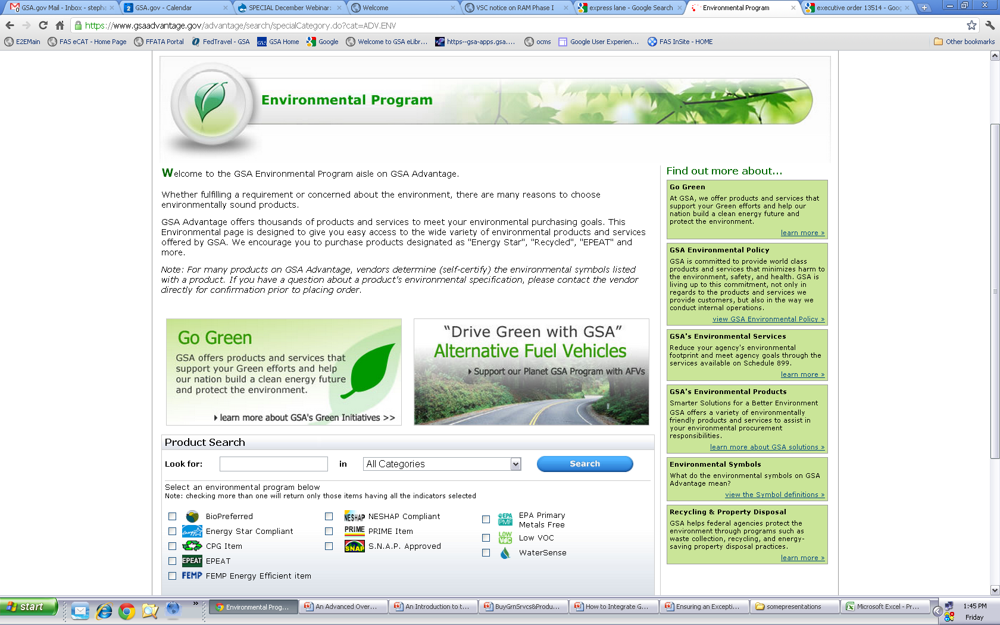 GSA.gov Mail - Inbox - stepha
GSA.gov - Calendar
SPECIAL December Webinar:
Welcome
VSC notice on RAM Phase I
express lane - Google Search
Environmental Program
executive order 13514 - Goog
https://www.gsaadvantage.gov/advantage/search/specialCategory.do?cat=ADV.ENV
E2EMain
FAS eCAT - Home Page
FFATA Portal
FedTravel - GSA
GSA Home
Google
Welcome to GSA eLibr...
https--gsa-apps.gsa....
ocms
Google User Experien...
FAS InSite - HOME
Other bookmarks
Environmental Program
Welcome to the GSA Environmental Program aisle on GSA Advantage.
Whether fulfilling a requirement or concerned about the environment, there are many reasons to choose
environmentally sound products.
GSA Advantage offers thousands of products and services to meet your environmental purchasing goals. This
Environmental page is designed to give you easy access to the wide variety of environmental products and services
offered by GSA. We encourage you to purchase products designated as "Energy Star", "Recycled", "EPEAT" and
more.
Note: For many products on GSA Advantage, vendors determine (self-certify) the environmental symbols listed
with a product. If you have a question about a product's environmental specification, please contact the vendor
directly for confirmation prior to placing order.
Go Green
GSA offers products and services that
support your Green efforts and help
our nation build a clean energy future
and protect the environment.
learn more about GSA's Green Initiatives >>
“Drive Green with GSA”
Alternative Fuel Vehicles
Support our Planet GSA Program with AFVs
Product Search
Look for:
in
All Categories
Search
Select an environmental program below
Note: checking more than one will return only those items having all the indicators selected
BioPreferred
Energy Star Compliant
CPG Item
EPEAT EPEAT
FEMP FEMP Energy Efficient item
NESHAP NESHAP Compliant
PRIME PRIME Item
SNAP S.N.A.P. Approved
EPA PMF EPA Primary
Metals Free
LOW VOC Low VOC
WaterSense
Find out more about...
Go Green
At GSA, we offer products and services that
support your Green efforts and help our
nation build a clean energy future and
protect the environment.
learn more »
GSA Environmental Policy
GSA is committed to provide world class
products and services that minimizes harm to
the environment, safety, and health. GSA is
living up to this commitment, not only in
regards to the products and services we
provide customers, but also in the way we
conduct internal operations.
view GSA Environmental Policy »
GSA's Environmental Services
Reduce your agency's environmental
footprint and meet agency goals through the
services available on Schedule 899.
learn more »
GSA's Environmental Products
Smarter Solutions for a Better Environment
GSA offers a variety of environmentally
friendly products and services to assist in
your environmental procurement
responsibilities.
learn more about GSA solutions »
Environmental Symbols
What do the environmental symbols on GSA
Advantage mean?
view the Symbol definitions »
Recycling & Property Disposal
GSA helps federal agencies protect the
environment through programs such as
waste collection, recycling, and energy-
saving property disposal practices.
learn more »
start
Environmental Prog...
An Advanced Over...
An Introduction to t...
BuyGrnSrvcs&Produ...
How to Integrate G...
Ensuring an Excepti...
somepresentations
Microsoft Excel - Pr...
1:45 PM
Friday